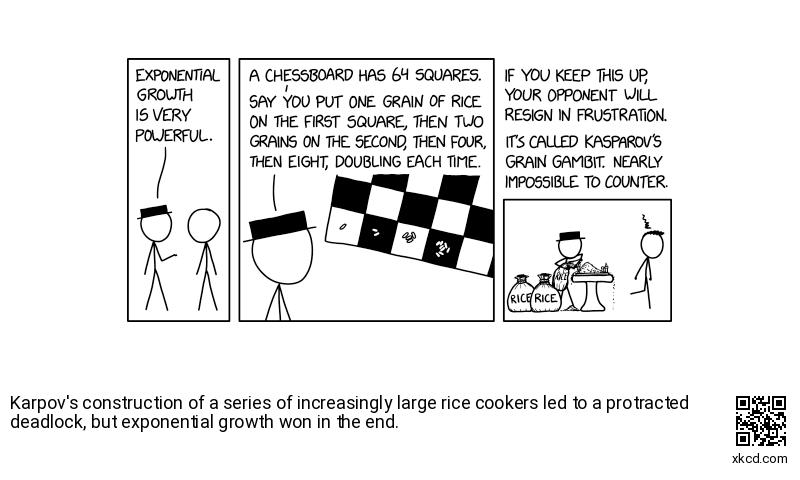 EXPONENTIAL
GROWTH
IS VERY
POWERFUL.
A CHESSBOARD HAS 64 SQUARES.
SAY YOU PUT ONE GRAIN OF RICE
ON THE FIRST SQUARE, THEN TWO
GRAINS ON THE SECOND, THEN FOUR,
THEN EIGHT, DOUBLING EACH TIME.
IF YOU KEEP THIS UP,
YOUR OPPONENT WILL
RESIGN IN FRUSTRATION.
IT'S CALLED KASPAROV'S
GRAIN GAMBIT. NEARLY
IMPOSSIBLE TO COUNTER.
RICE
RICE
RICE
Karpov's construction of a series of increasingly large rice cookers led to a protracted
deadlock, but exponential growth won in the end.
xkcd.com